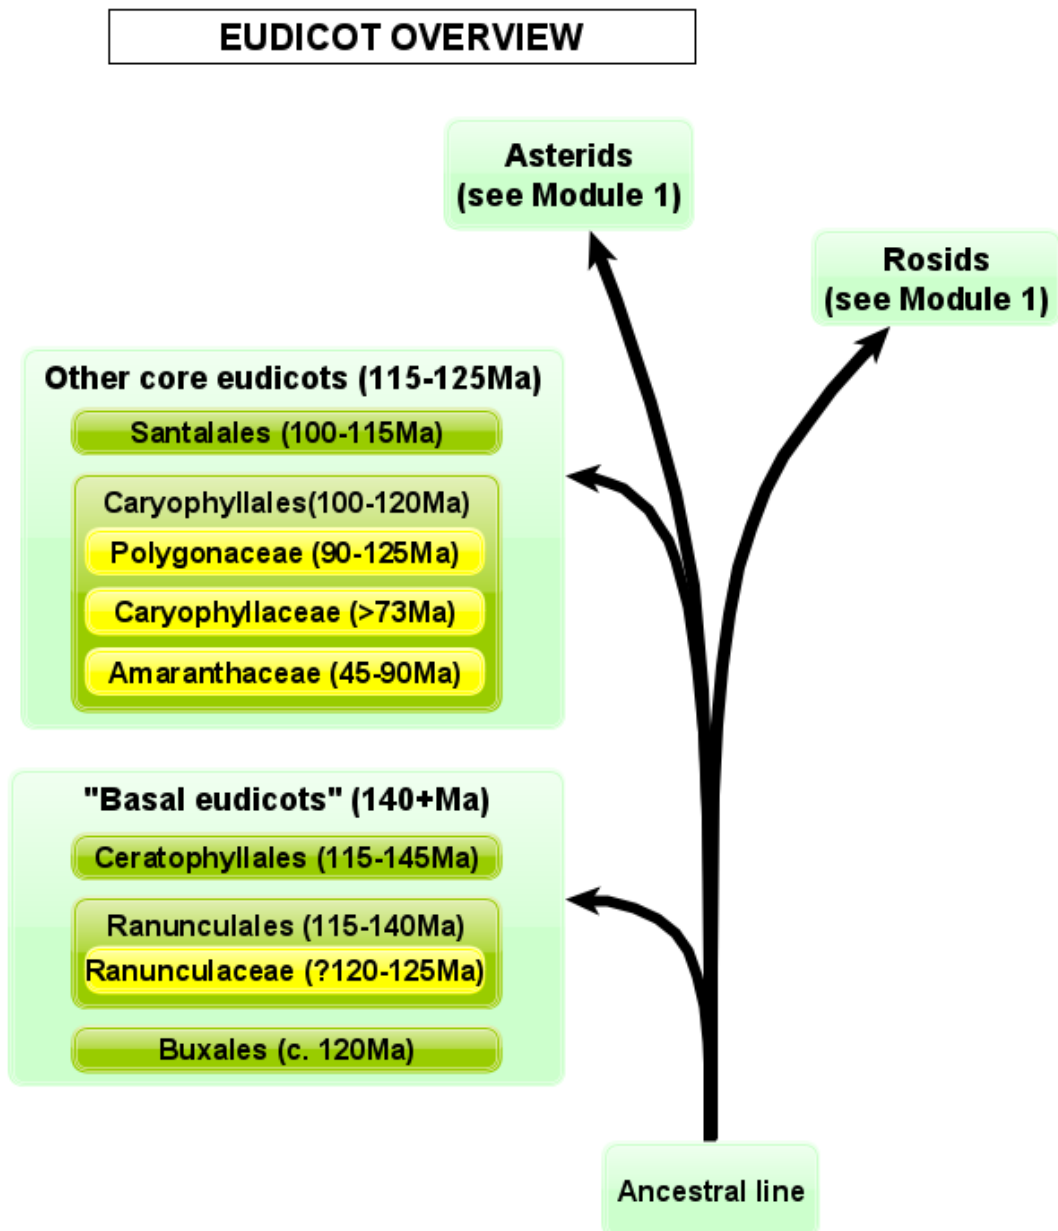 EUDICOT OVERVIEW
Asterids
(see Module 1)
Rosids
(see Module 1)
Other core eudicots (115-125Ma)
Santalales (100-115Ma)
Caryophyllales(100-120Ma)
Polygonaceae (90-125Ma)
Caryophyllaceae (>73Ma)
Amaranthaceae (45-90Ma)
"Basal eudicots" (140+Ma)
Ceratophyllales (115-145Ma)
Ranunculales (115-140Ma)
Ranunculaceae (?120-125Ma)
Buxales (c. 120Ma)
Ancestral line